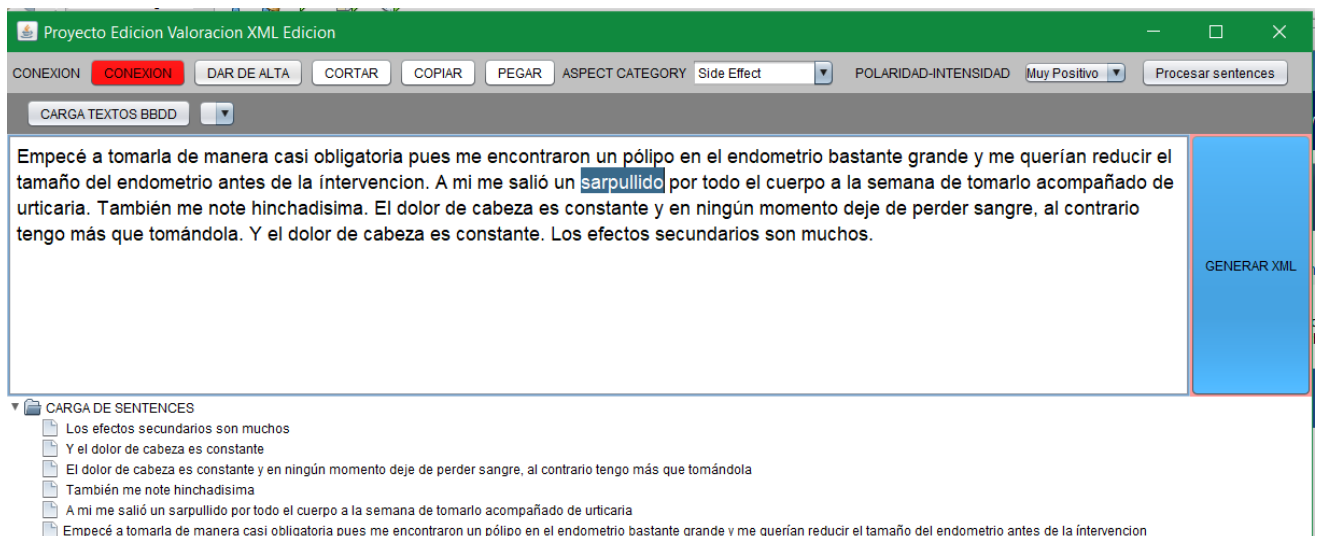 Proyecto Edicion Valoracion XML Edicion
CONEXION CONEXION DAR DE ALTA CORTAR COPIAR PEGAR ASPECT CATEGORY Side Effect POLARIDAD-INTENSIDAD Muy Positivo Procesar sentences
CARGA TEXTOS BBDD
Empecé a tomarla de manera casi obligatoria pues me encontraron un pólipo en el endometrio bastante grande y me querían reducir el
tamaño del endometrio antes de la íntervencion. A mi me salió un sarpullido por todo el cuerpo a la semana de tomarlo acompañado de
urticaria. También me note hinchadisima. El dolor de cabeza es constante y en ningún momento deje de perder sangre, al contrario
tengo más que tomándola. Y el dolor de cabeza es constante. Los efectos secundarios son muchos.
GENERAR XML
CARGA DE SENTENCES
Los efectos secundarios son muchos
Y el dolor de cabeza es constante
El dolor de cabeza es constante y en ningún momento deje de perder sangre, al contrario tengo más que tomándola
También me note hinchadisima
A mi me salió un sarpullido por todo el cuerpo a la semana de tomarlo acompañado de urticaria
Empecé a tomarla de manera casi obligatoria pues me encontraron un pólipo en el endometrio bastante grande y me querían reducir el tamaño del endometrio antes de la íntervencion